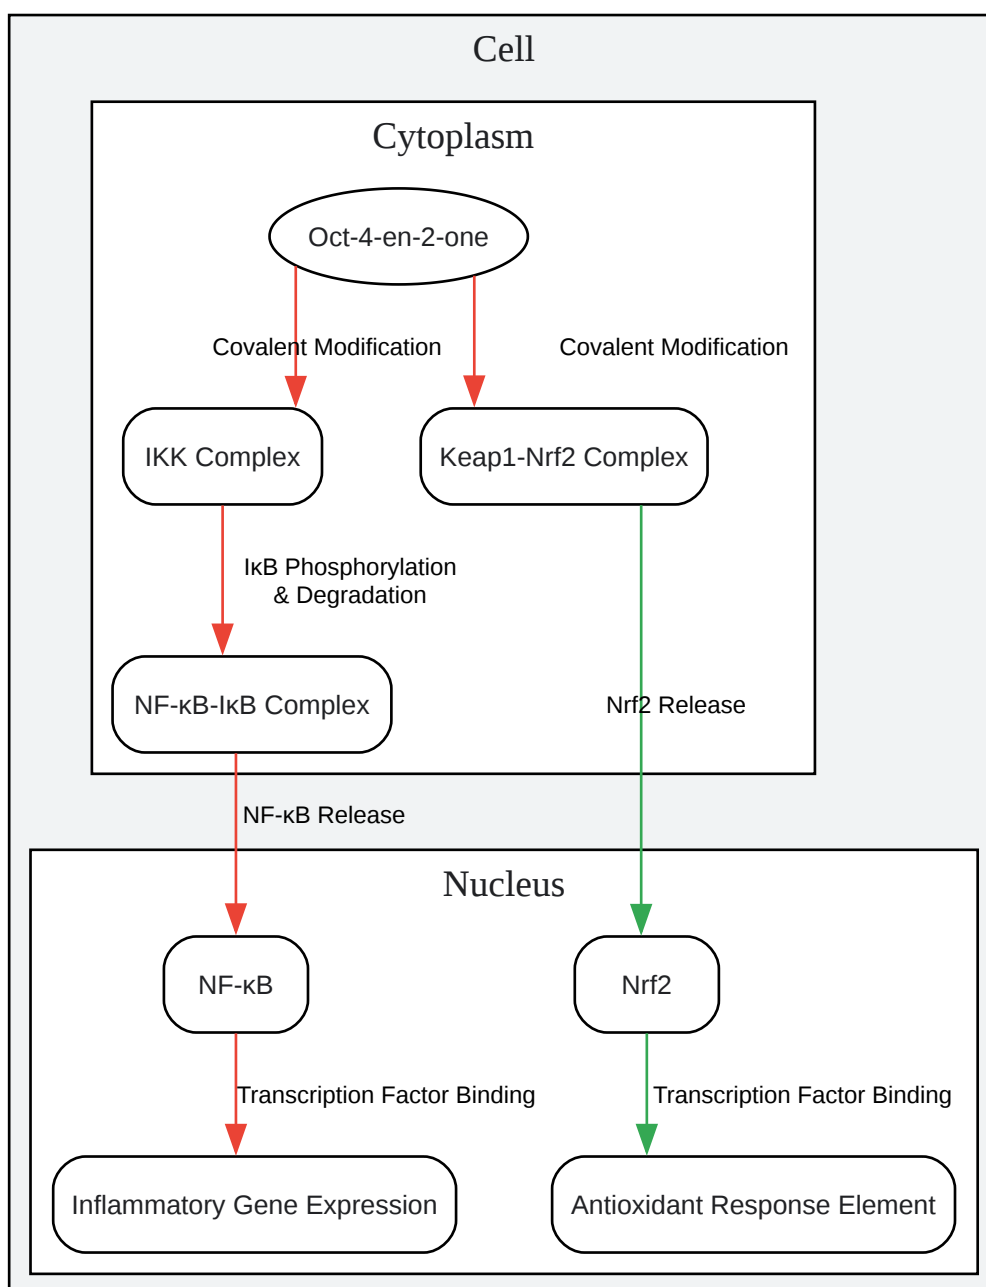 Cell
Cytoplasm
Oct-4-en-2-one
Covalent Modification
Covalent Modification
IKK Complex
Keap1-Nrf2 Complex
IκB Phosphorylation
& Degradation
NF-κB-IκB Complex
Nrf2 Release
NF-κB Release
Nucleus
NF-κB
Nrf2
Transcription Factor Binding
Transcription Factor Binding
Inflammatory Gene Expression
Antioxidant Response Element